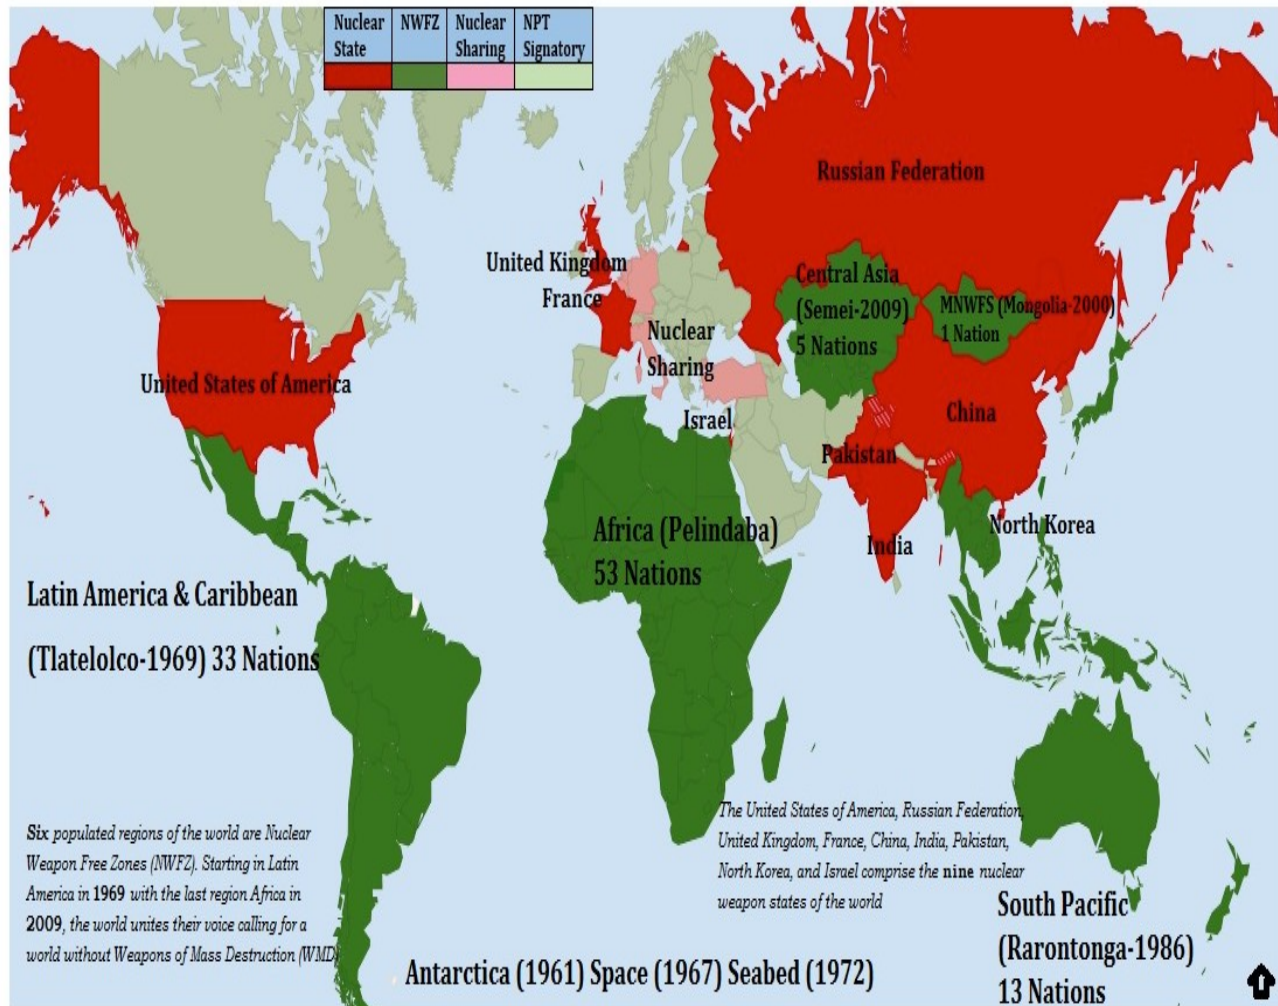 Nuclear State
NWFZ
Nuclear Sharing
NPT Signatory
Russian Federation
United Kingdom
France
Central Asia
(Semei-2009)
5 Nations
MNWFS (Mongolia-2000)
1 Nation
Nuclear
Sharing
United States of America
Israel
China
Pakistan
North Korea
India
Africa (Pelindaba)
53 Nations
Latin America & Caribbean
(Tlatelolco-1969) 33 Nations
Six populated regions of the world are Nuclear
Weapon Free Zones (NWFZ). Starting in Latin
America in 1969 with the last region Africa in
2009, the world unites their voice calling for a
world without Weapons of Mass Destruction (WMD)
The United States of America, Russian Federation,
United Kingdom, France, China, India, Pakistan,
North Korea, and Israel comprise the nine nuclear
weapon states of the world
South Pacific
(Rarontonga-1986)
13 Nations
Antarctica (1961) Space (1967) Seabed (1972)